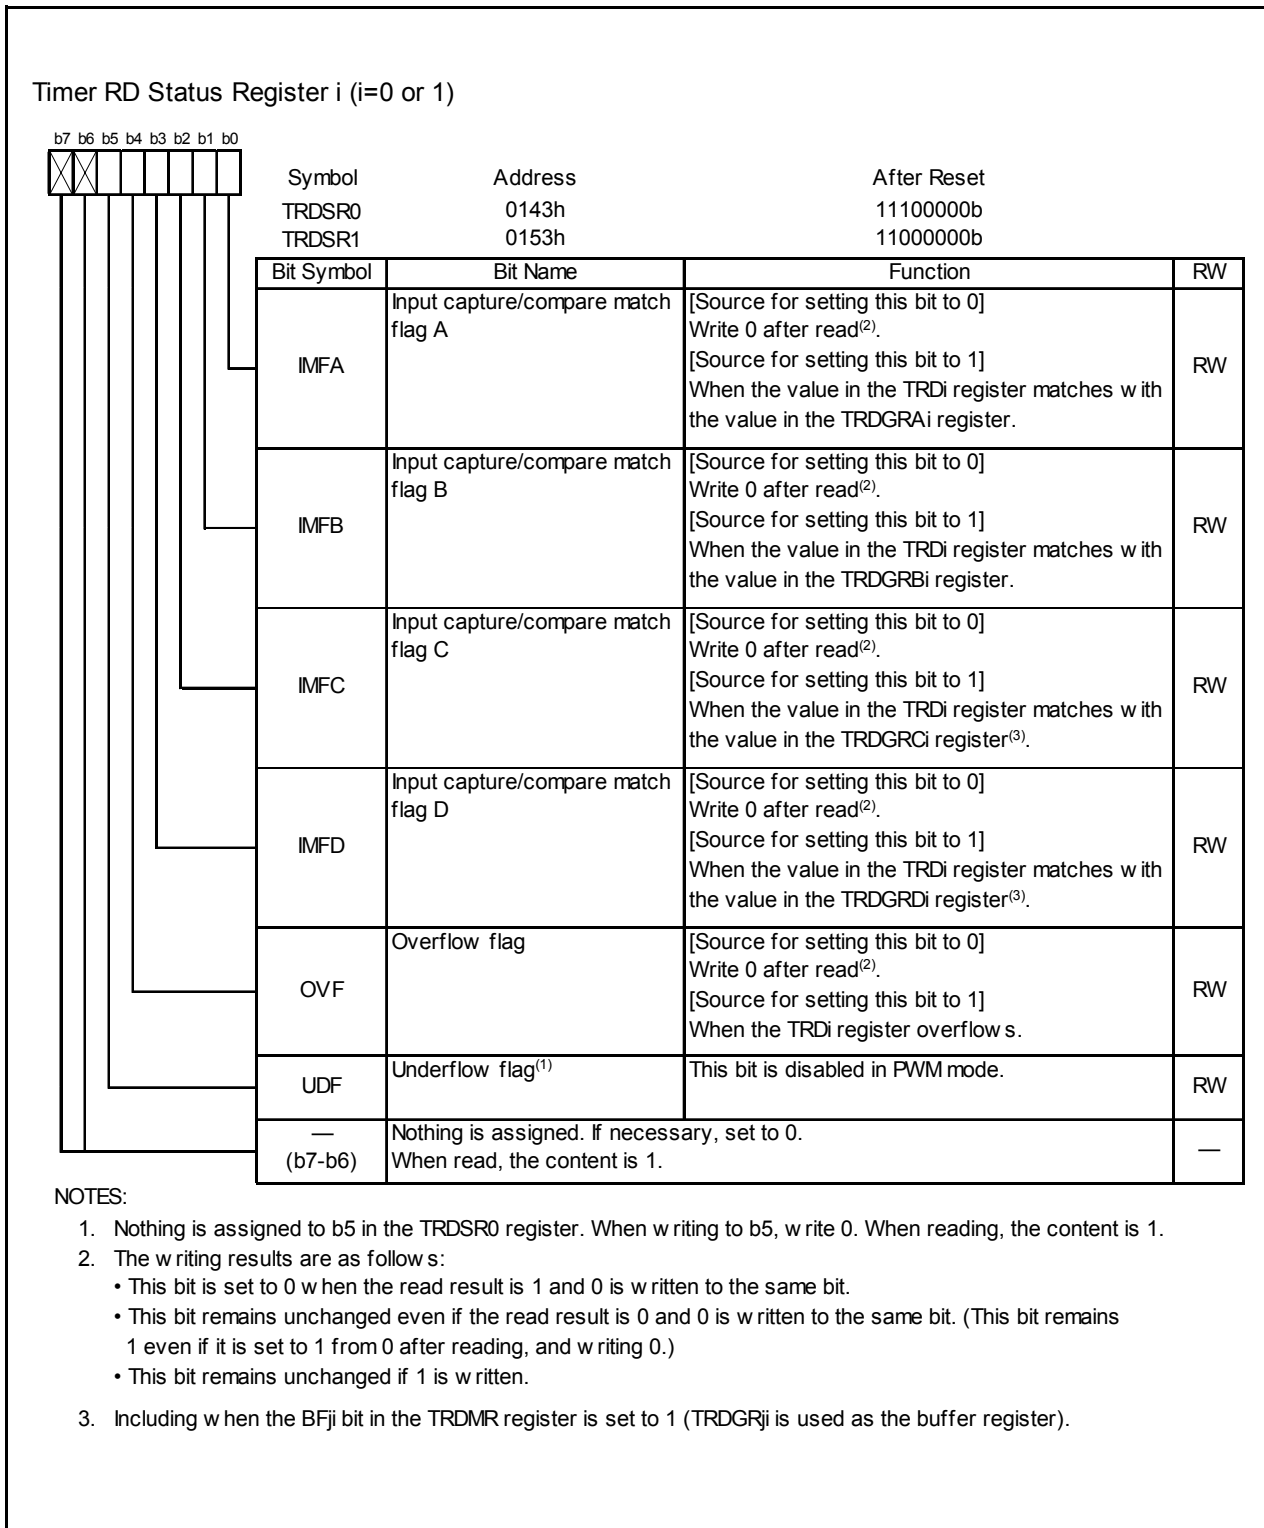 Timer RD Status Register i (i=0 or 1)
b7 b6 b5 b4 b3 b2 b1 b0
Symbol Address After Reset
TRDSR0 0143h 11100000b
TRDSR1 0153h 11000000b
Bit Symbol Bit Name Function RW
IMFA Input capture/compare match flag A [Source for setting this bit to 0]
Write 0 after read(2).
[Source for setting this bit to 1]
When the value in the TRDi register matches with
the value in the TRDGRAi register. RW
IMFB Input capture/compare match flag B [Source for setting this bit to 0]
Write 0 after read(2).
[Source for setting this bit to 1]
When the value in the TRDi register matches with
the value in the TRDGRBi register. RW
IMFC Input capture/compare match flag C [Source for setting this bit to 0]
Write 0 after read(2).
[Source for setting this bit to 1]
When the value in the TRDi register matches with
the value in the TRDGRCi register(3). RW
IMFD Input capture/compare match flag D [Source for setting this bit to 0]
Write 0 after read(2).
[Source for setting this bit to 1]
When the value in the TRDi register matches with
the value in the TRDGRDi register(3). RW
OVF Overflow flag [Source for setting this bit to 0]
Write 0 after read(2).
[Source for setting this bit to 1]
When the TRDi register overflows. RW
UDF Underflow flag(1) This bit is disabled in PWM mode. RW
— Nothing is assigned. If necessary, set to 0.
(b7-b6) When read, the content is 1. —
NOTES:
1. Nothing is assigned to b5 in the TRDSR0 register. When writing to b5, write 0. When reading, the content is 1.
2. The writing results are as follows:
• This bit is set to 0 when the read result is 1 and 0 is written to the same bit.
• This bit remains unchanged even if the read result is 0 and 0 is written to the same bit. (This bit remains
1 even if it is set to 1 from 0 after reading, and writing 0.)
• This bit remains unchanged if 1 is written.
3. Including when the BFji bit in the TRDMR register is set to 1 (TRDGRji is used as the buffer register).